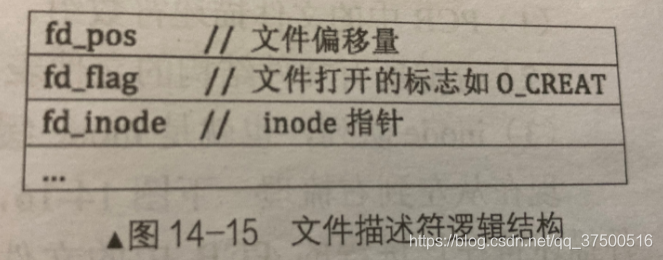 fd_pos // 文件偏移量
fd_flag // 文件打开的标志如 O_CREAT
fd_inode // inode 指针
...
▲图 14-15 文件描述符逻辑结构
https://blog.csdn.net/qq_37500516